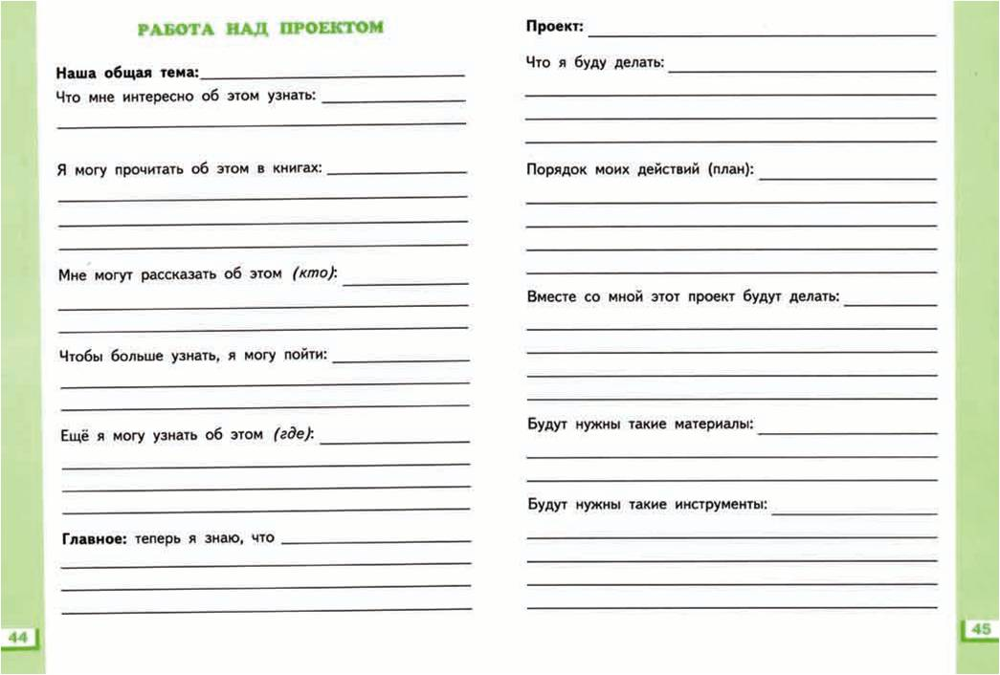 РАБОТА НАД ПРОЕКТОМ
Наша общая тема:
Что мне интересно об этом узнать:
Я могу прочитать об этом в книгах:
Мне могут рассказать об этом (кто):
Чтобы больше узнать, я могу пойти:
Ещё я могу узнать об этом (где):
Главное: теперь я знаю, что
44
Проект:
Что я буду делать:
Порядок моих действий (план):
Вместе со мной этот проект будут делать:
Будут нужны такие материалы:
Будут нужны такие инструменты:
45